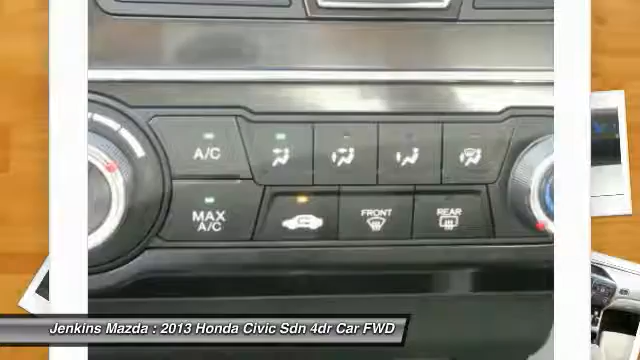 A/C
MAX
A/C
FRONT
REAR
Jenkins Mazda : 2013 Honda Civic Sdn 4dr Car FWD